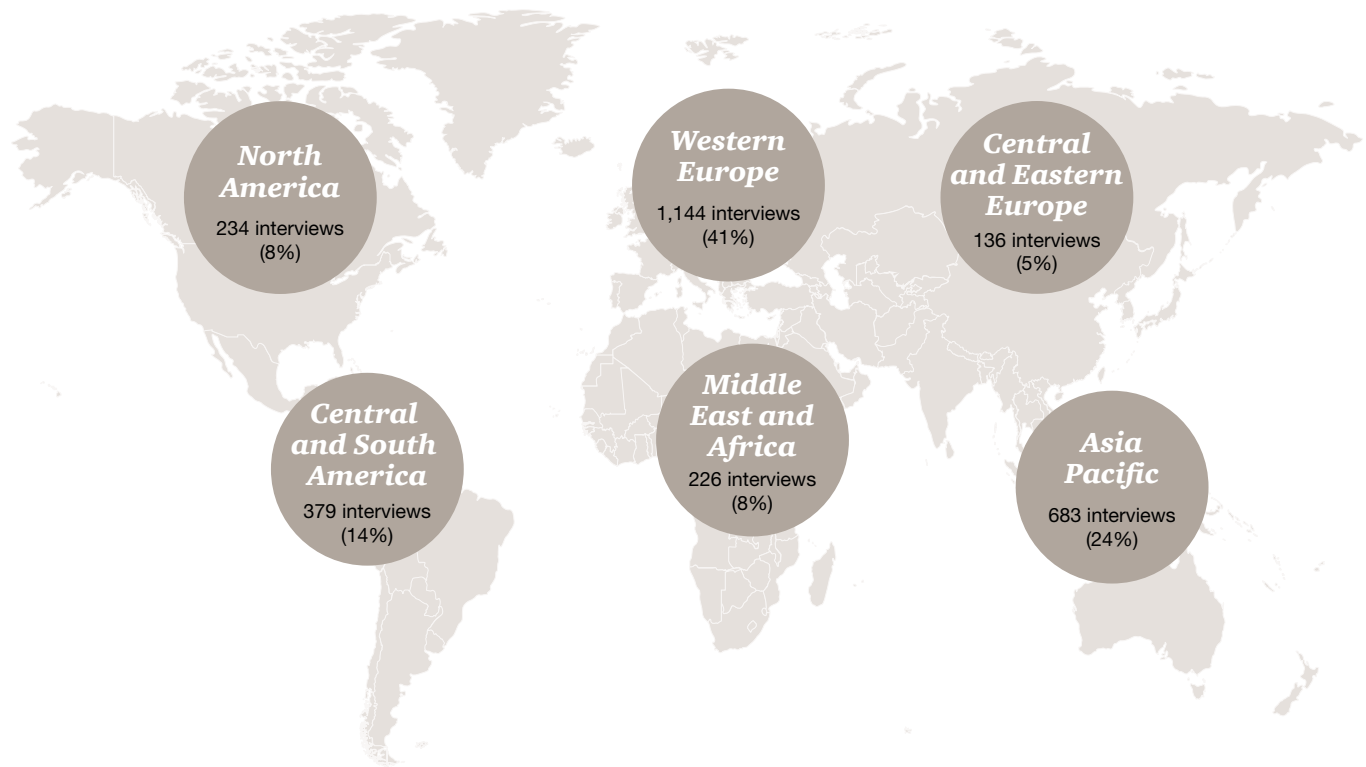 North
America
234 interviews
(8%)
Western
Europe
1,144 interviews
(41%)
Central
and Eastern
Europe
136 interviews
(5%)
Central
and South
America
379 interviews
(14%)
Middle
East and
Africa
226 interviews
(8%)
Asia
Pacific
683 interviews
(24%)